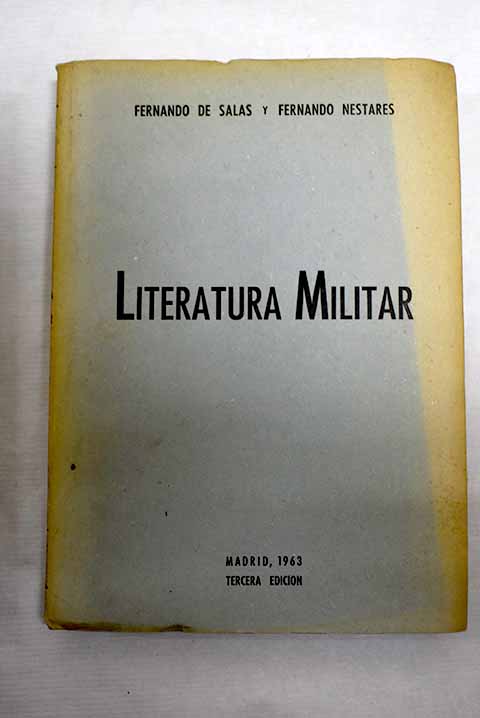 FERNANDO DE SALAS Y FERNANDO NESTARES
LITERATURA MILITAR
MADRID, 1963
TERCERA EDICION